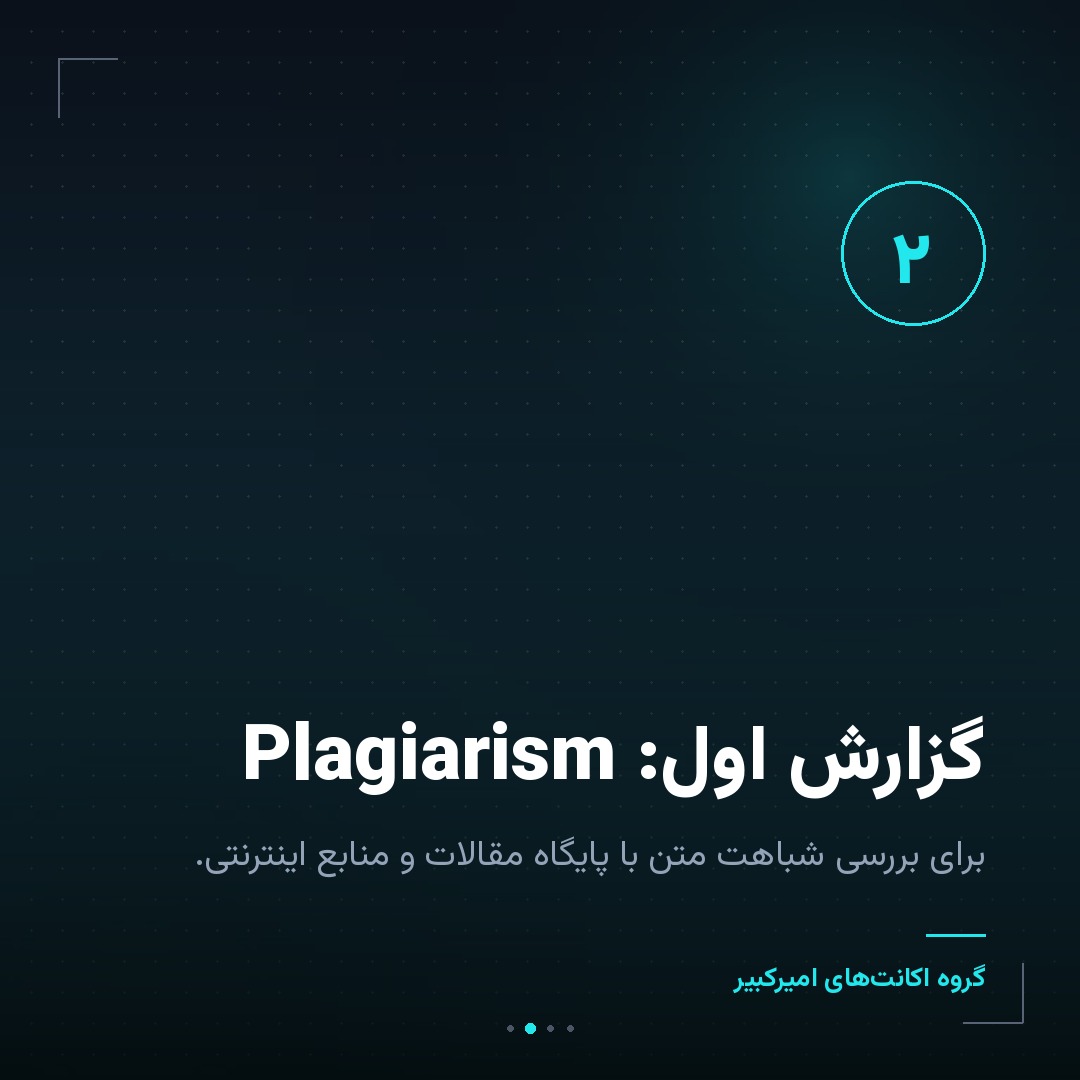 ۲
گزارش اول: Plagiarism
برای بررسی شباهت متن با پایگاه مقالات و منابع اینترنتی.
گروه اکانت‌های امیرکبیر